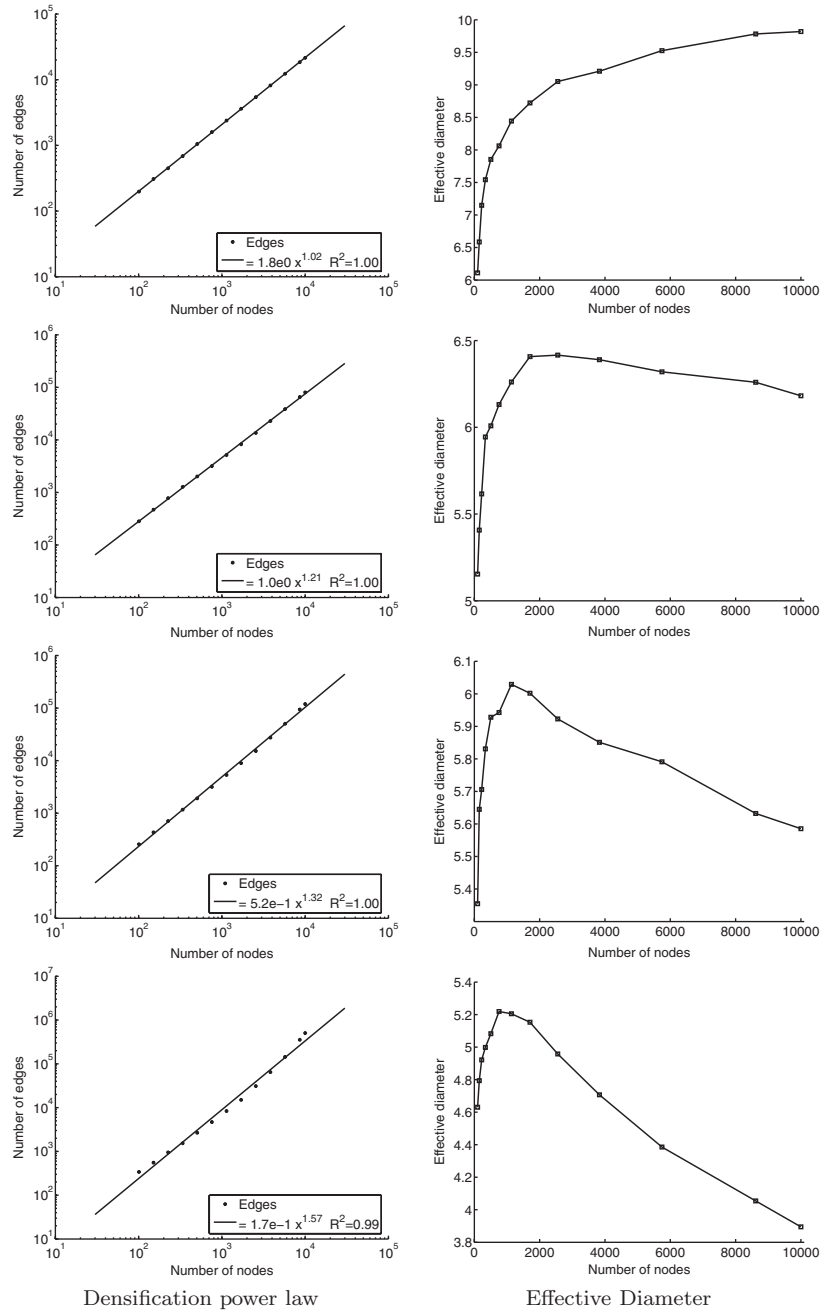 10^5
10^4
10^3
10^2
10^1
Number of edges
Edges
= 1.8e0 x^1.02 R^2=1.00
10^1 10^2 10^3 10^4 10^5
Number of nodes
10
9.5
9
8.5
8
7.5
7
6.5
6
Effective diameter
0 2000 4000 6000 8000 10000
Number of nodes
10^6
10^5
10^4
10^3
10^2
10^1
Number of edges
Edges
= 1.0e0 x^1.21 R^2=1.00
10^1 10^2 10^3 10^4 10^5
Number of nodes
6.5
6
5.5
5
Effective diameter
0 2000 4000 6000 8000 10000
Number of nodes
10^6
10^5
10^4
10^3
10^2
10^1
Number of edges
Edges
= 5.2e−1 x^1.32 R^2=1.00
10^1 10^2 10^3 10^4 10^5
Number of nodes
6.1
6
5.9
5.8
5.7
5.6
5.5
5.4
Effective diameter
0 2000 4000 6000 8000 10000
Number of nodes
10^7
10^6
10^5
10^4
10^3
10^2
10^1
Number of edges
Edges
= 1.7e−1 x^1.57 R^2=0.99
10^1 10^2 10^3 10^4 10^5
Number of nodes
5.4
5.2
5
4.8
4.6
4.4
4.2
4
3.8
Effective diameter
0 2000 4000 6000 8000 10000
Number of nodes
Densification power law
Effective Diameter